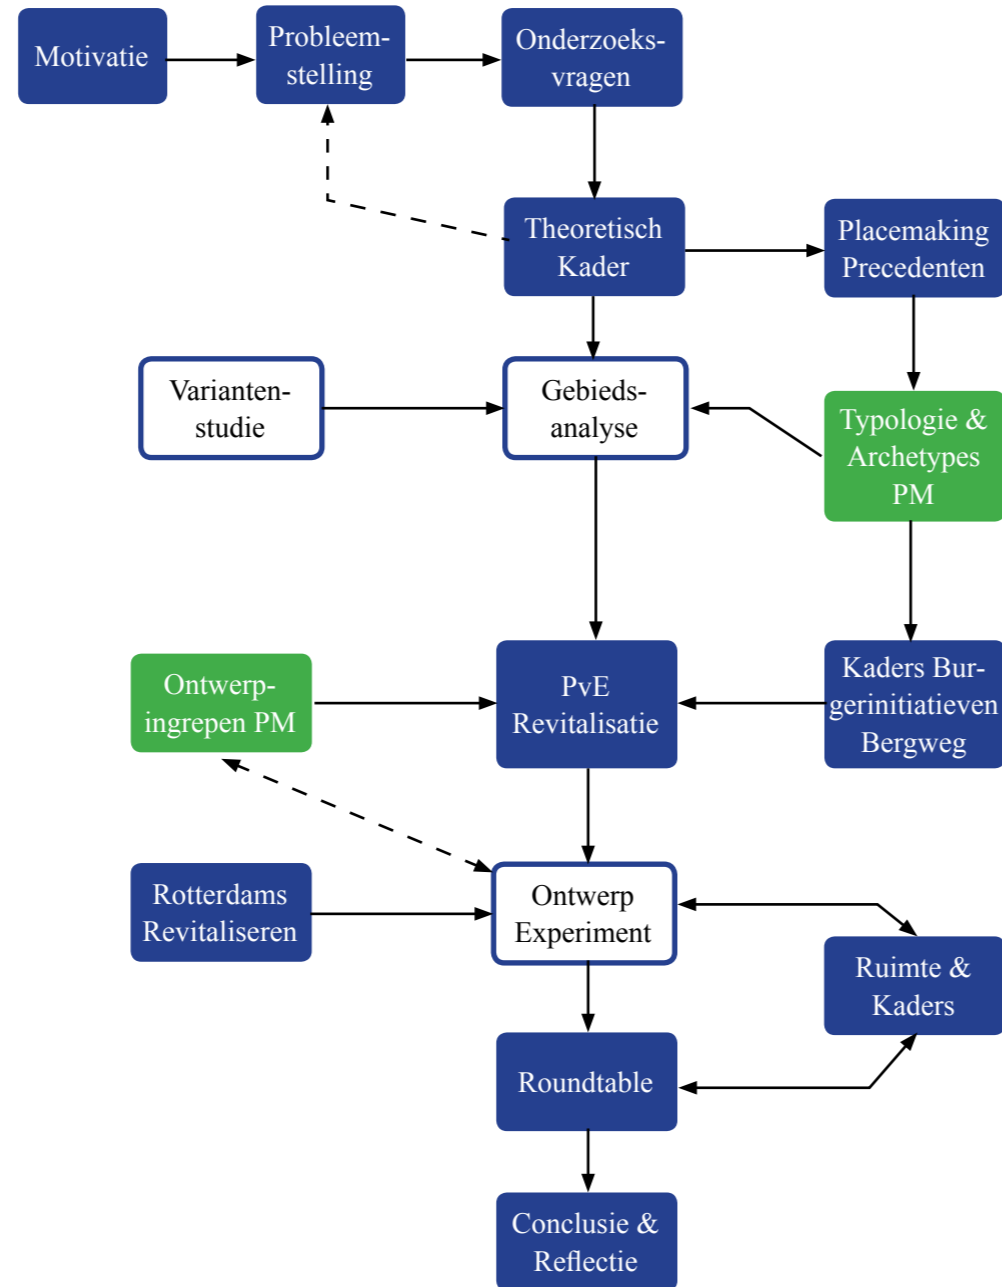 Motivatie
Probleem-
stelling
Onderzoeks-
vragen
Theoretisch
Kader
Placemaking
Precedenten
Varianten-
studie
Gebieds-
analyse
Typologie &
Archetypes
PM
Ontwerp-
ingrepen PM
PvE
Revitalisatie
Kaders Bur-
gerinitiatieven
Bergweg
Rotterdams
Revitaliseren
Ontwerp
Experiment
Ruimte &
Kaders
Roundtable
Conclusie &
Reflectie